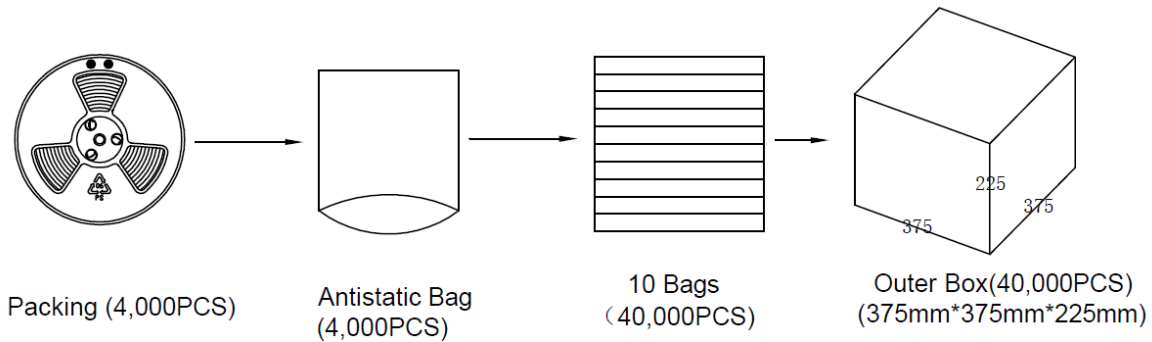 PS
225
375
375
Packing (4,000PCS)
Antistatic Bag
(4,000PCS)
10 Bags
（40,000PCS)
Outer Box(40,000PCS)
(375mm*375mm*225mm)